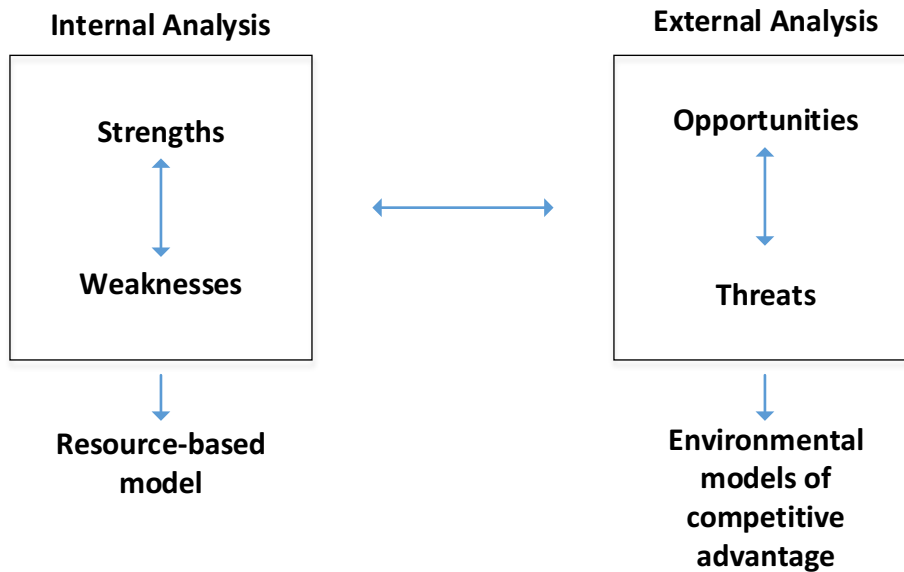 Internal Analysis
External Analysis
Strengths
Weaknesses
Opportunities
Threats
Resource-based
model
Environmental
models of
competitive
advantage